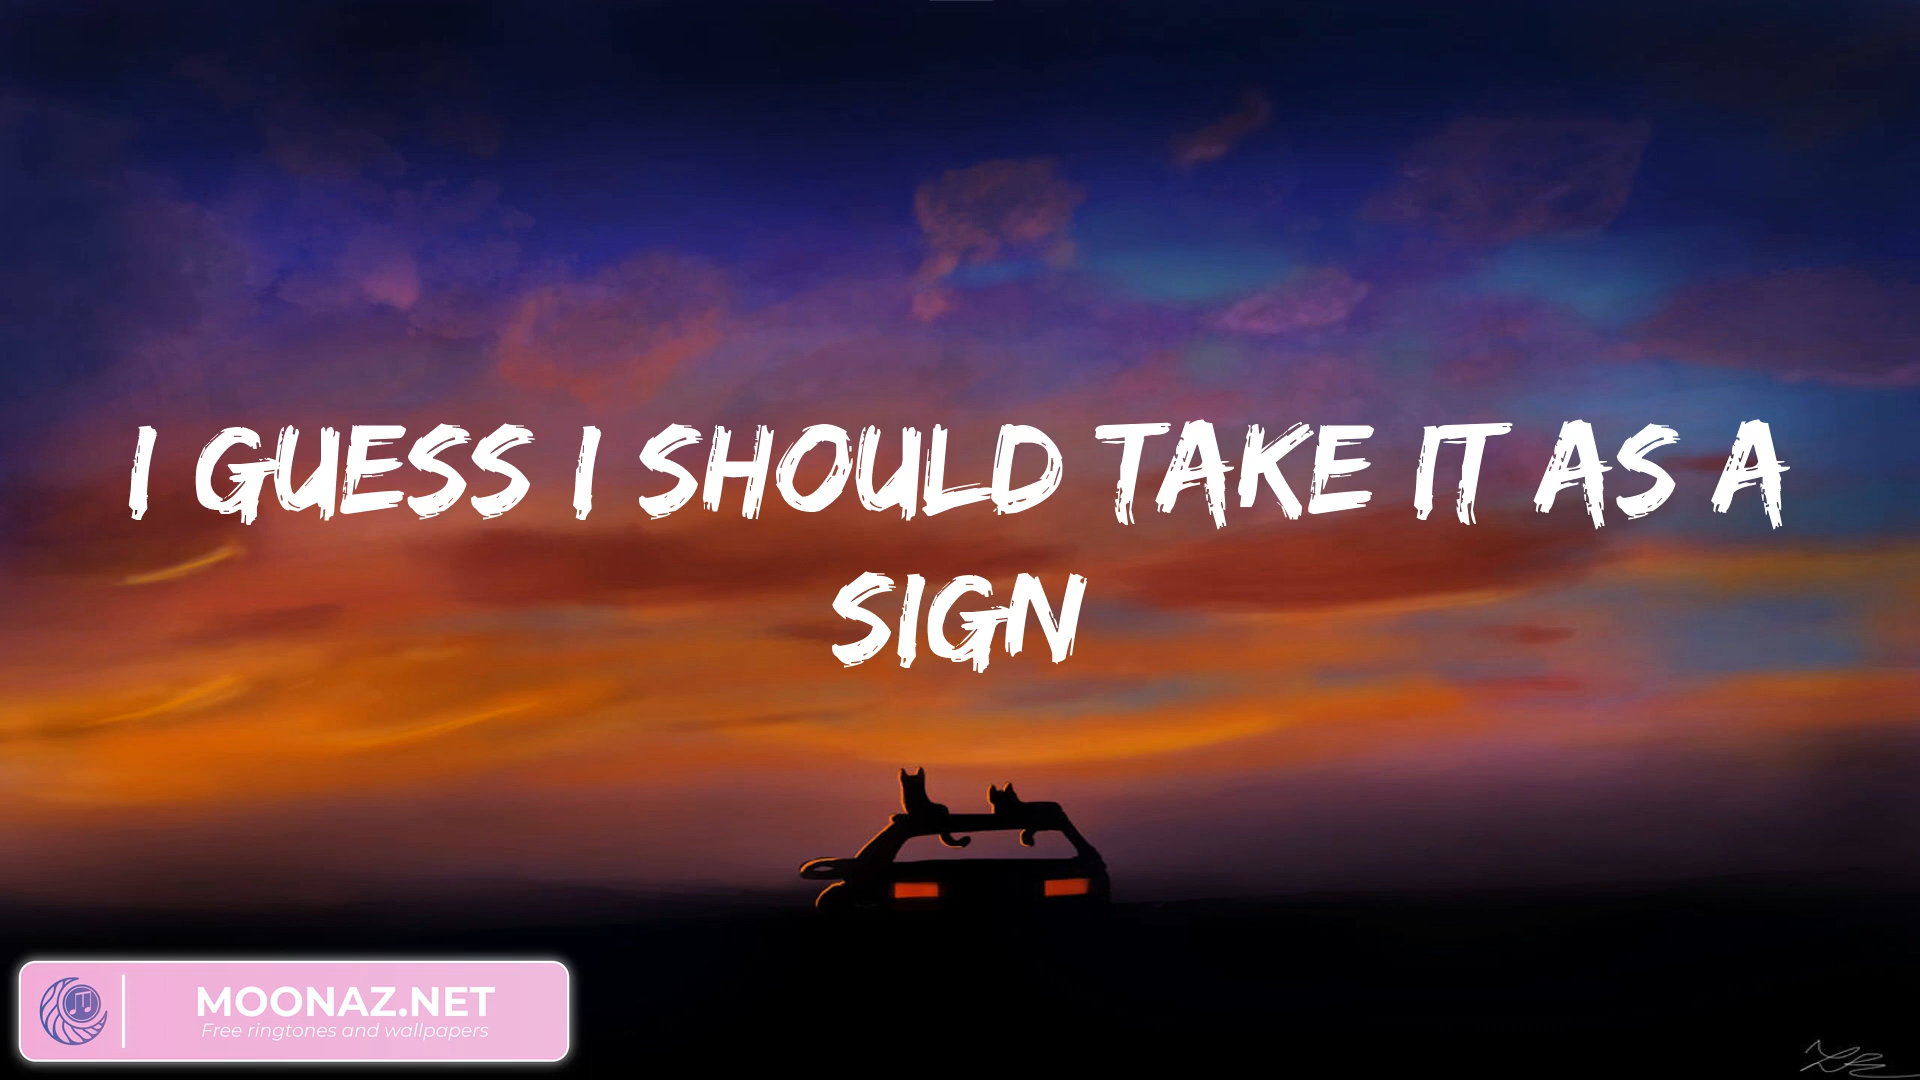 I GUESS I SHOULD TAKE IT AS A
SIGN
MOONAZ.NET
Free ringtones and wallpapers